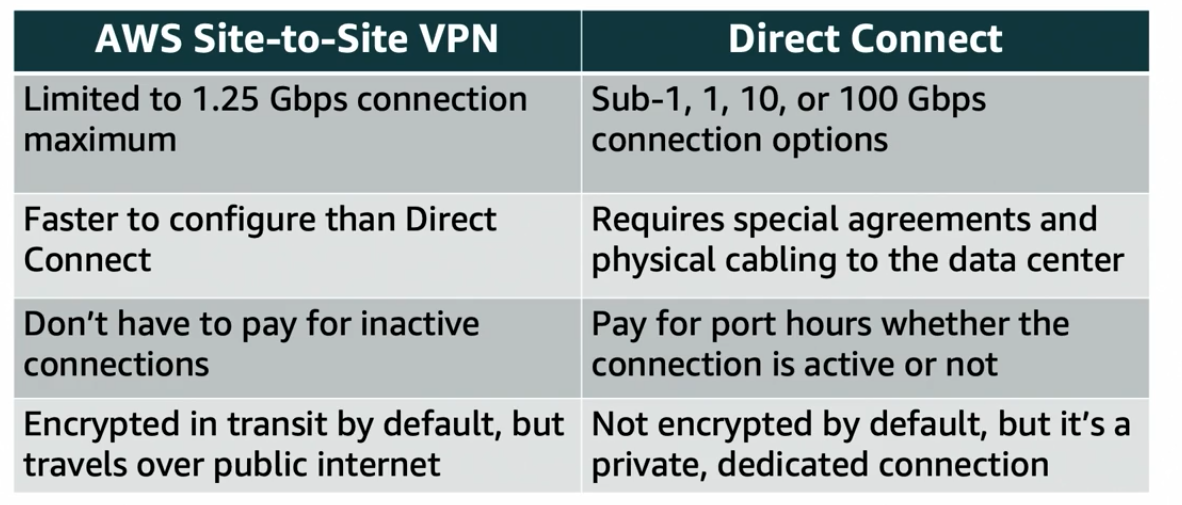 AWS Site-to-Site VPN
Direct Connect
Limited to 1.25 Gbps connection
maximum
Sub-1, 1, 10, or 100 Gbps
connection options
Faster to configure than Direct
Connect
Requires special agreements and
physical cabling to the data center
Don’t have to pay for inactive
connections
Pay for port hours whether the
connection is active or not
Encrypted in transit by default, but
travels over public internet
Not encrypted by default, but it’s a
private, dedicated connection